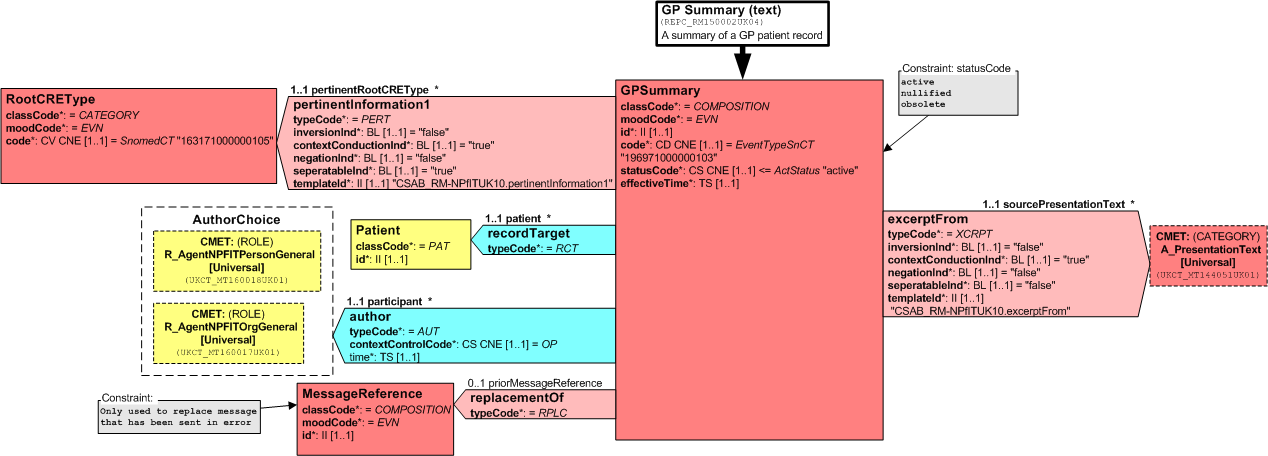 GP Summary (text)
(REPC_RM150002UK04)
A summary of a GP patient record
Constraint: statusCode
active
nullified
obsolete
RootCREType
classCode*: = CATEGORY
moodCode*: = EVN
code*: CV CNE [1..1] = SnomedCT "163171000000105"
1..1 pertinentRootCREType *
pertinentInformation1
typeCode*: = PERT
inversionInd*: BL [1..1] = "false"
contextConductionInd*: BL [1..1] = "true"
negationInd*: BL [1..1] = "false"
seperatableInd*: BL [1..1] = "true"
templateId*: II [1..1] "CSAB_RM-NPfITUK10.pertinentInformation1"
GPSummary
classCode*: = COMPOSITION
moodCode*: = EVN
id*: II [1..1]
code*: CD CNE [1..1] = EventTypeSnCT
"196971000000103"
statusCode*: CS CNE [1..1] <= ActStatus "active"
effectiveTime*: TS [1..1]
1..1 sourcePresentationText *
excerptFrom
typeCode*: = XCRPT
inversionInd*: BL [1..1] = "false"
contextConductionInd*: BL [1..1] = "true"
negationInd*: BL [1..1] = "false"
seperatableInd*: BL [1..1] = "false"
templateId*: II [1..1]
"CSAB_RM-NPfITUK10.excerptFrom"
CMET: (CATEGORY)
A_PresentationText
[Universal]
(UKCT_MT144051UK01)
AuthorChoice
CMET: (ROLE)
R_AgentNPFITPersonGeneral
[Universal]
(UKCT_MT160018UK01)
CMET: (ROLE)
R_AgentNPFITOrgGeneral
[Universal]
(UKCT_MT160017UK01)
Patient
classCode*: = PAT
id*: II [1..1]
1..1 patient *
recordTarget
typeCode*: = RCT
1..1 participant *
author
typeCode*: = AUT
contextControlCode*: CS CNE [1..1] = OP
time*: TS [1..1]
0..1 priorMessageReference
replacementOf
typeCode*: = RPLC
MessageReference
classCode*: = COMPOSITION
moodCode*: = EVN
id*: II [1..1]
Constraint:
Only used to replace message
that has been sent in error